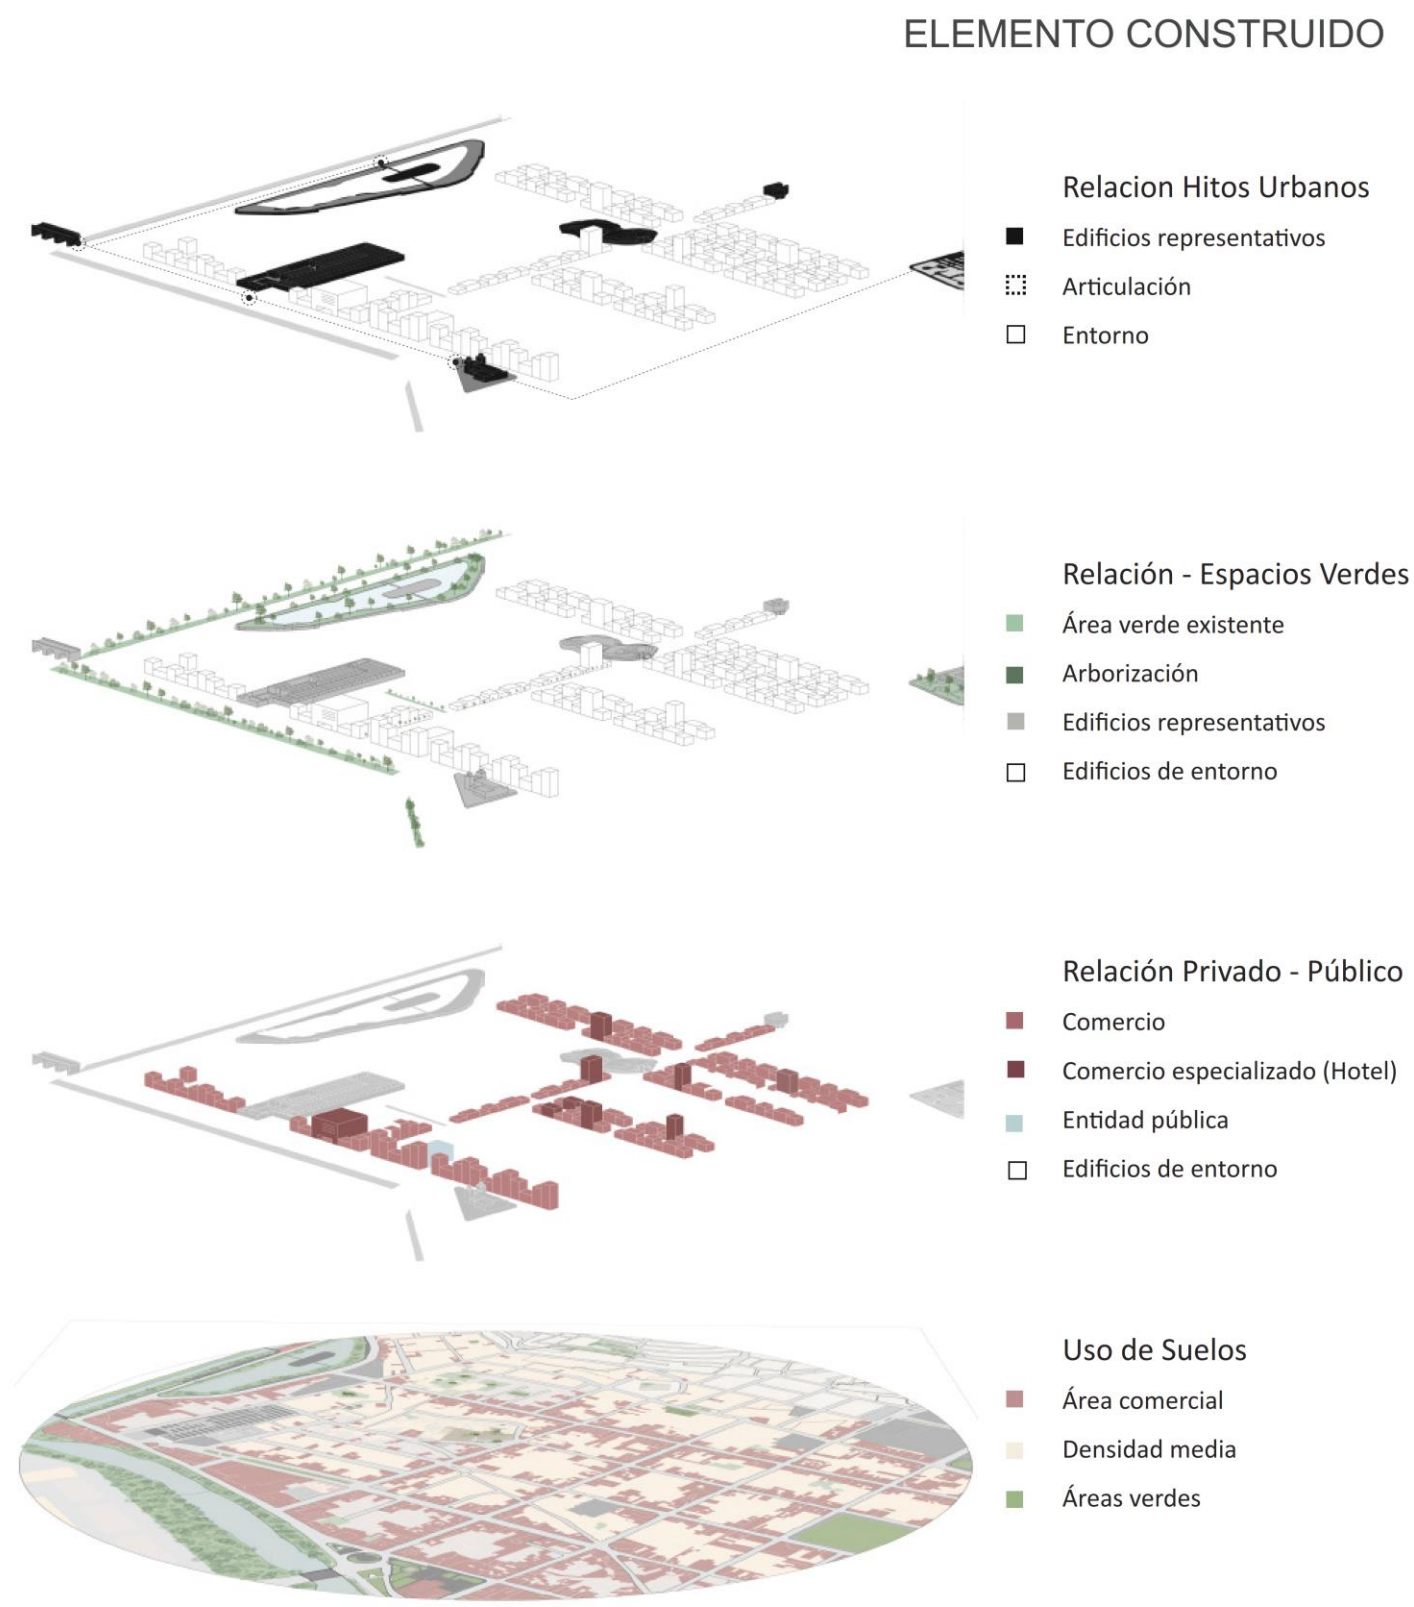 ELEMENTO CONSTRUIDO
Relacion Hitos Urbanos
Edificios representativos
Articulación
Entorno
Relación - Espacios Verdes
Área verde existente
Arborización
Edificios representativos
Edificios de entorno
Relación Privado - Público
Comercio
Comercio especializado (Hotel)
Entidad pública
Edificios de entorno
Uso de Suelos
Área comercial
Densidad media
Áreas verdes